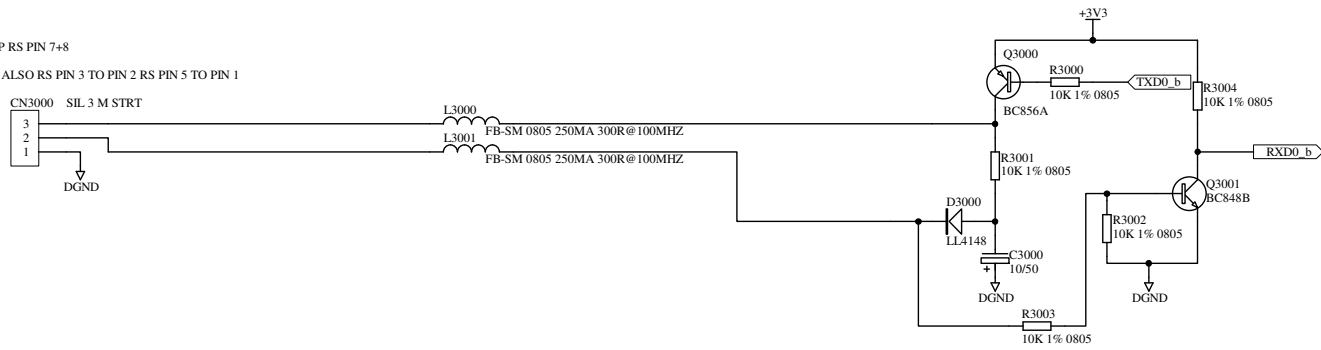 +3V3
P RS PIN 7+8
Q3000
ALSO RS PIN 3 TO PIN 2 RS PIN 5 TO PIN 1
R3000
TXD0_b
10K 1% 0805
R3004
10K 1% 0805
CN3000 SIL 3 M STRT
L3000
BC856A
3
2
1
FB-SM 0805 250MA 300R@100MHZ
L3001
FB-SM 0805 250MA 300R@100MHZ
R3001
10K 1% 0805
RXD0_b
DGND
Q3001
BC848B
D3000
LL4148
R3002
10K 1% 0805
C3000
10/50
+
DGND
DGND
R3003
10K 1% 0805